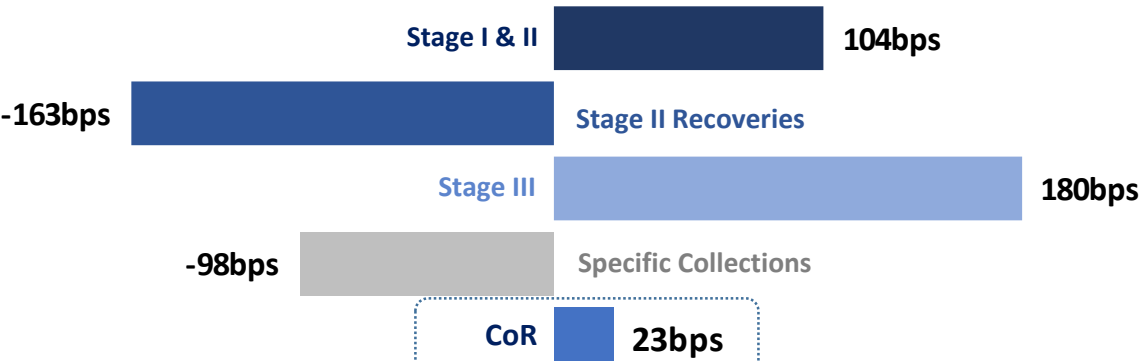 Stage I & II 104bps
-163bps Stage II Recoveries
Stage III 180bps
-98bps Specific Collections
CoR 23bps